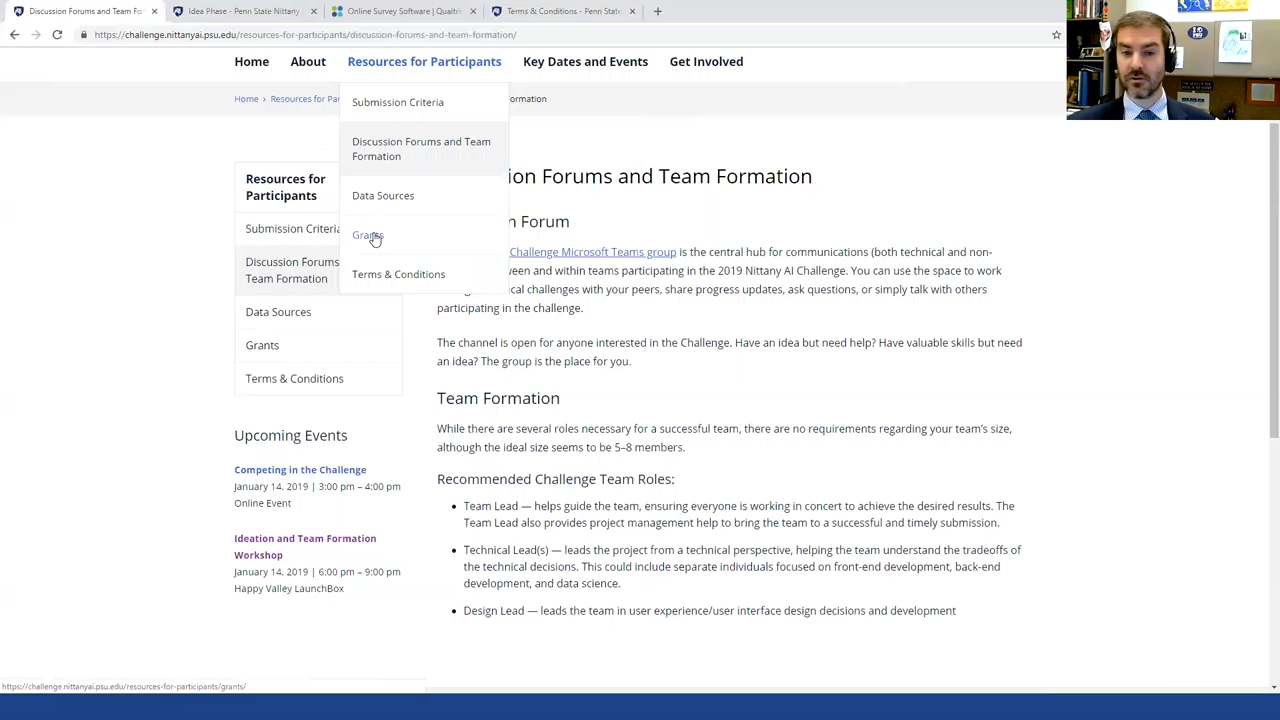 Discussion Forums and Team Fo
Idea Phase - Penn State Nittany
Online Survey Software | Qualtri
Terms & Conditions - Penn State
https://challenge.nittanyai.psu.edu/resources-for-participants/discussion-forums-and-team-formation/
Home About Resources for Participants Key Dates and Events Get Involved
Home › Resources for Par
ormation
Submission Criteria
Discussion Forums and Team
Formation
Data Sources
Grants
Terms & Conditions
Resources for
Participants
Submission Criteria
Discussion Forums
Team Formation
Data Sources
Grants
Terms & Conditions
Upcoming Events
Competing in the Challenge
January 14, 2019 | 3:00 pm – 4:00 pm
Online Event
Ideation and Team Formation
Workshop
January 14, 2019 | 6:00 pm – 9:00 pm
Happy Valley LaunchBox
ion Forums and Team Formation
n Forum
Challenge Microsoft Teams group is the central hub for communications (both technical and non-
ween and within teams participating in the 2019 Nittany AI Challenge. You can use the space to work
cal challenges with your peers, share progress updates, ask questions, or simply talk with others
participating in the challenge.
The channel is open for anyone interested in the Challenge. Have an idea but need help? Have valuable skills but need
an idea? The group is the place for you.
Team Formation
While there are several roles necessary for a successful team, there are no requirements regarding your team's size,
although the ideal size seems to be 5–8 members.
Recommended Challenge Team Roles:
• Team Lead — helps guide the team, ensuring everyone is working in concert to achieve the desired results. The
Team Lead also provides project management help to bring the team to a successful and timely submission.
• Technical Lead(s) — leads the project from a technical perspective, helping the team understand the tradeoffs of
the technical decisions. This could include separate individuals focused on front-end development, back-end
development, and data science.
• Design Lead — leads the team in user experience/user interface design decisions and development
https://challenge.nittanyai.psu.edu/resources-for-participants/grants/